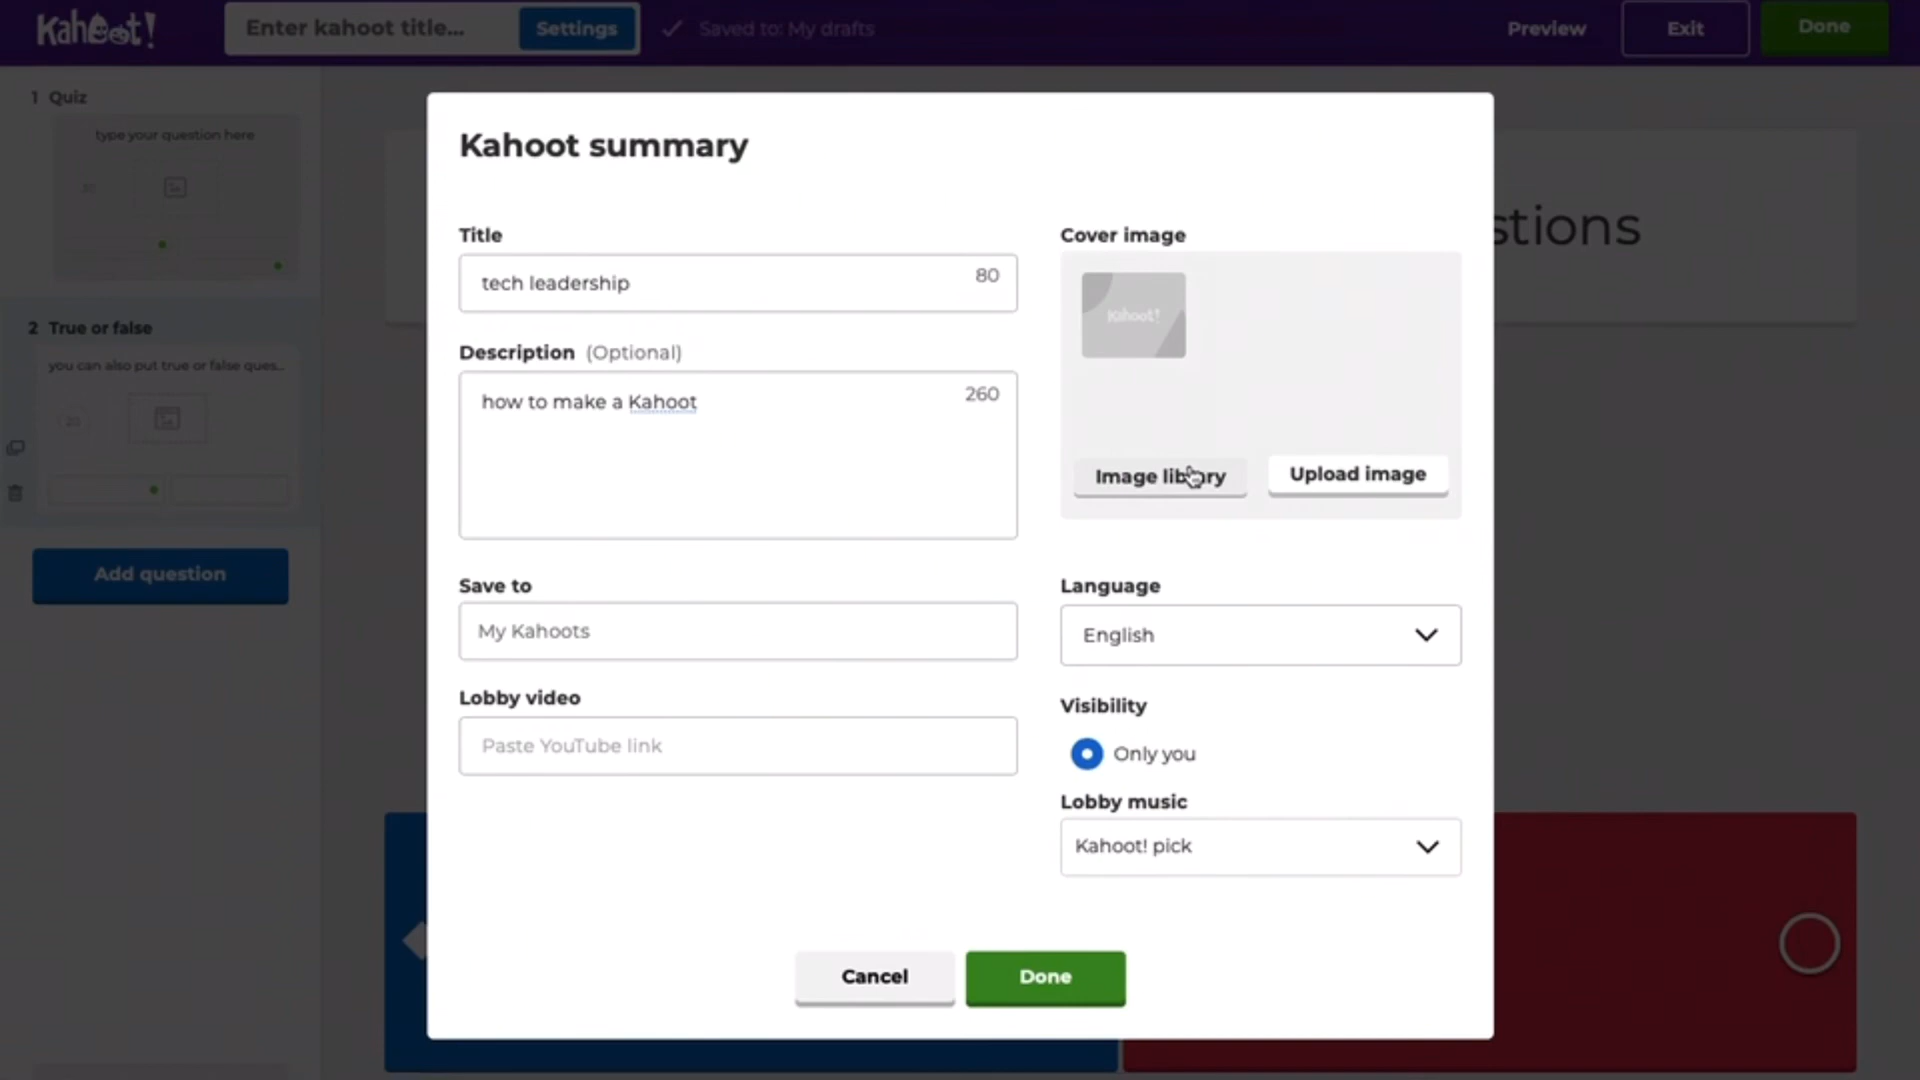 Kahoot!
Enter kahoot title...
Settings
Saved to: My drafts
Preview
Exit
Done
1 Quiz
type your question here
2 True or false
you can also put true or false ques...
20
Add question
stions
Kahoot summary
Title
tech leadership
80
Description (Optional)
how to make a Kahoot
260
Save to
My Kahoots
Lobby video
Paste YouTube link
Cover image
Kahoot!
Image library
Upload image
Language
English
Visibility
Only you
Lobby music
Kahoot! pick
Cancel
Done